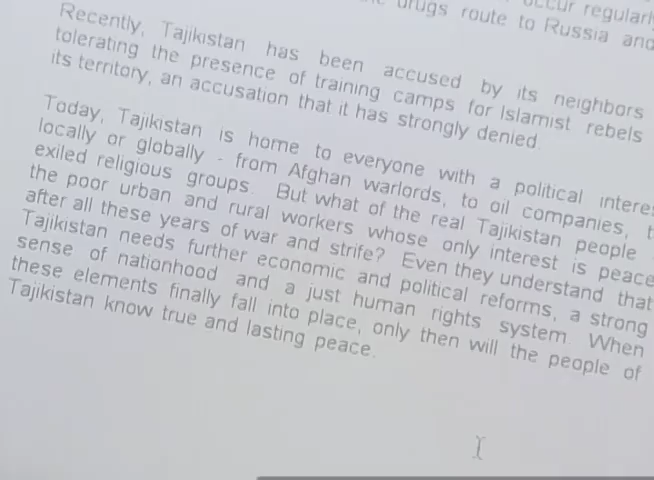 occur regularly
drugs route to Russia and
Recently, Tajikistan has been accused by its neighbors
tolerating the presence of training camps for Islamist rebels
its territory, an accusation that it has strongly denied.
Today, Tajikistan is home to everyone with a political
locally or globally - from Afghan warlords, to oil companies,
exiled religious groups. But what of the real Tajikistan people
the poor urban and rural workers whose only interest is peace
after all these years of war and strife? Even they understand that
Tajikistan needs further economic and political reforms, a strong
sense of nationhood and a just human rights system. When
these elements finally fall into place, only then will the people of
Tajikistan know true and lasting peace.